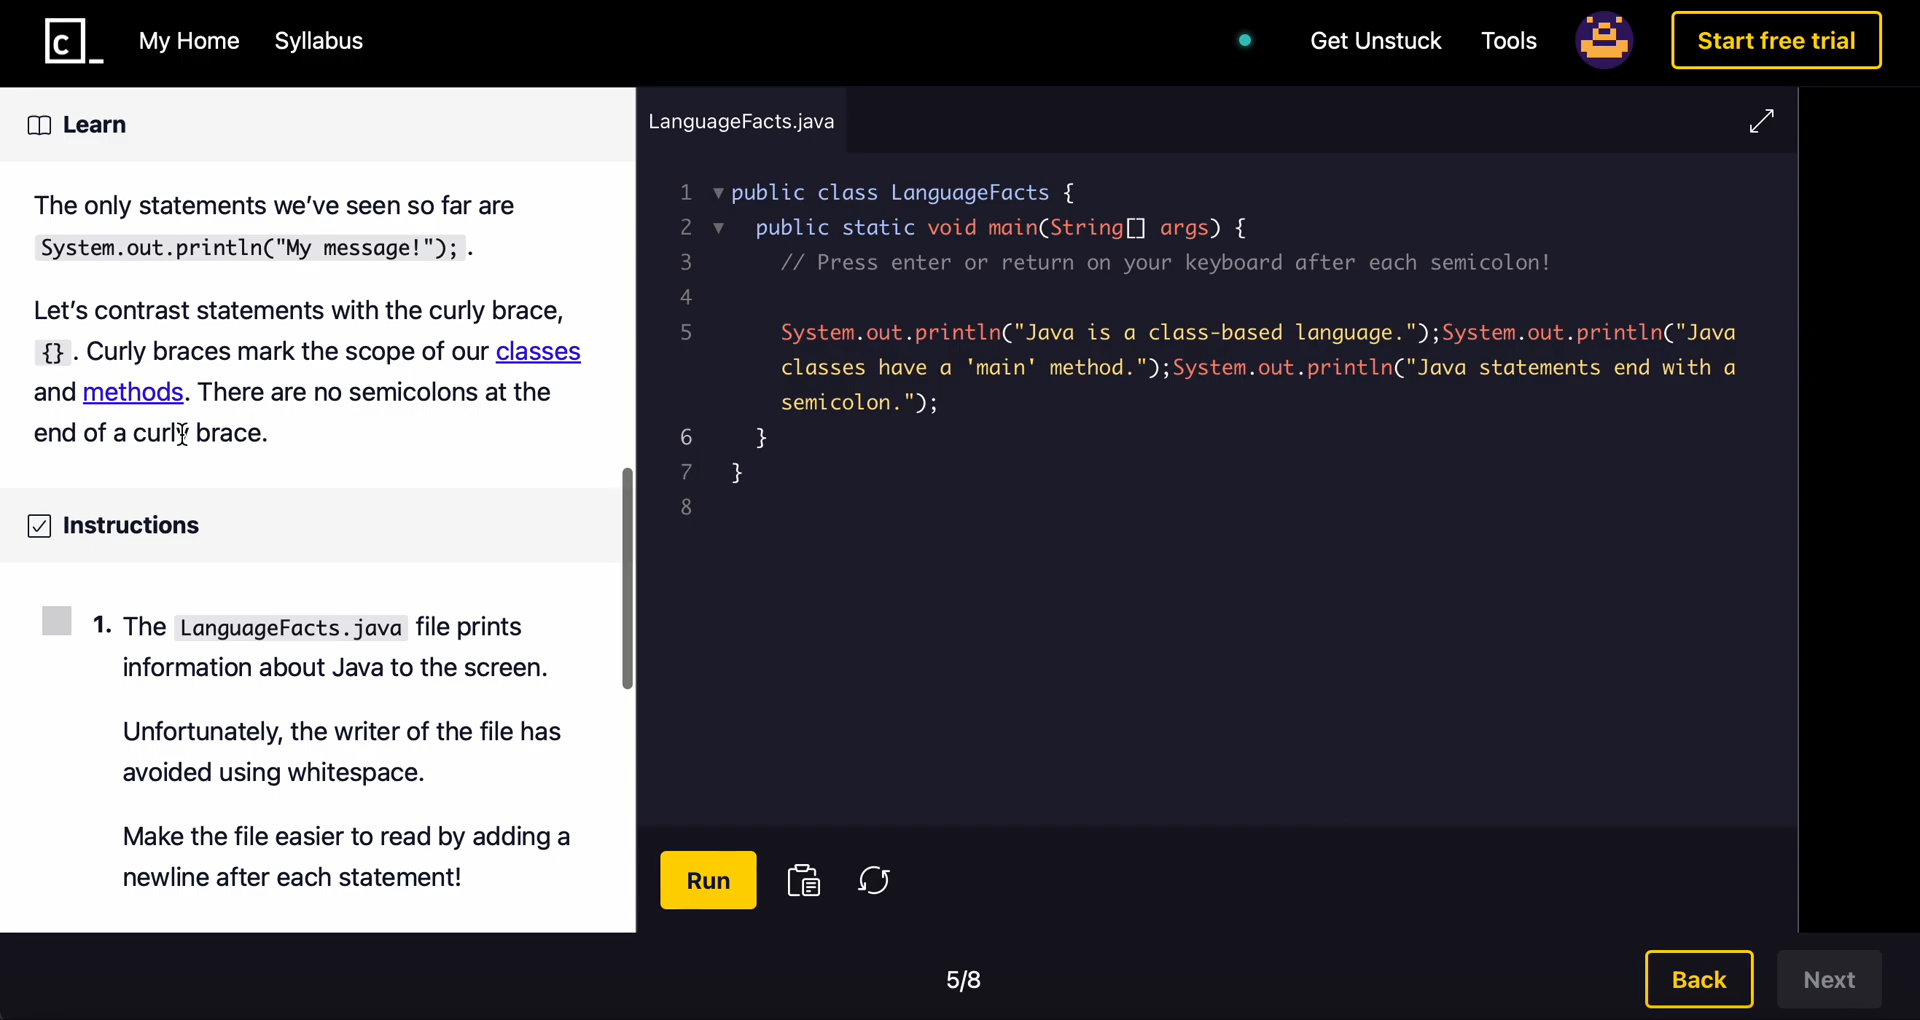 c_ My Home Syllabus Get Unstuck Tools Start free trial
Learn
The only statements we’ve seen so far are
System.out.println("My message!"); .
Let’s contrast statements with the curly brace,
{} . Curly braces mark the scope of our classes
and methods. There are no semicolons at the
end of a curly brace.
Instructions
1. The LanguageFacts.java file prints
information about Java to the screen.
Unfortunately, the writer of the file has
avoided using whitespace.
Make the file easier to read by adding a
newline after each statement!
LanguageFacts.java
1 public class LanguageFacts {
2 public static void main(String[] args) {
3 // Press enter or return on your keyboard after each semicolon!
4
5 System.out.println("Java is a class-based language.");System.out.println("Java
classes have a 'main' method.");System.out.println("Java statements end with a
semicolon.");
6 }
7 }
8
Run
5/8
Back Next